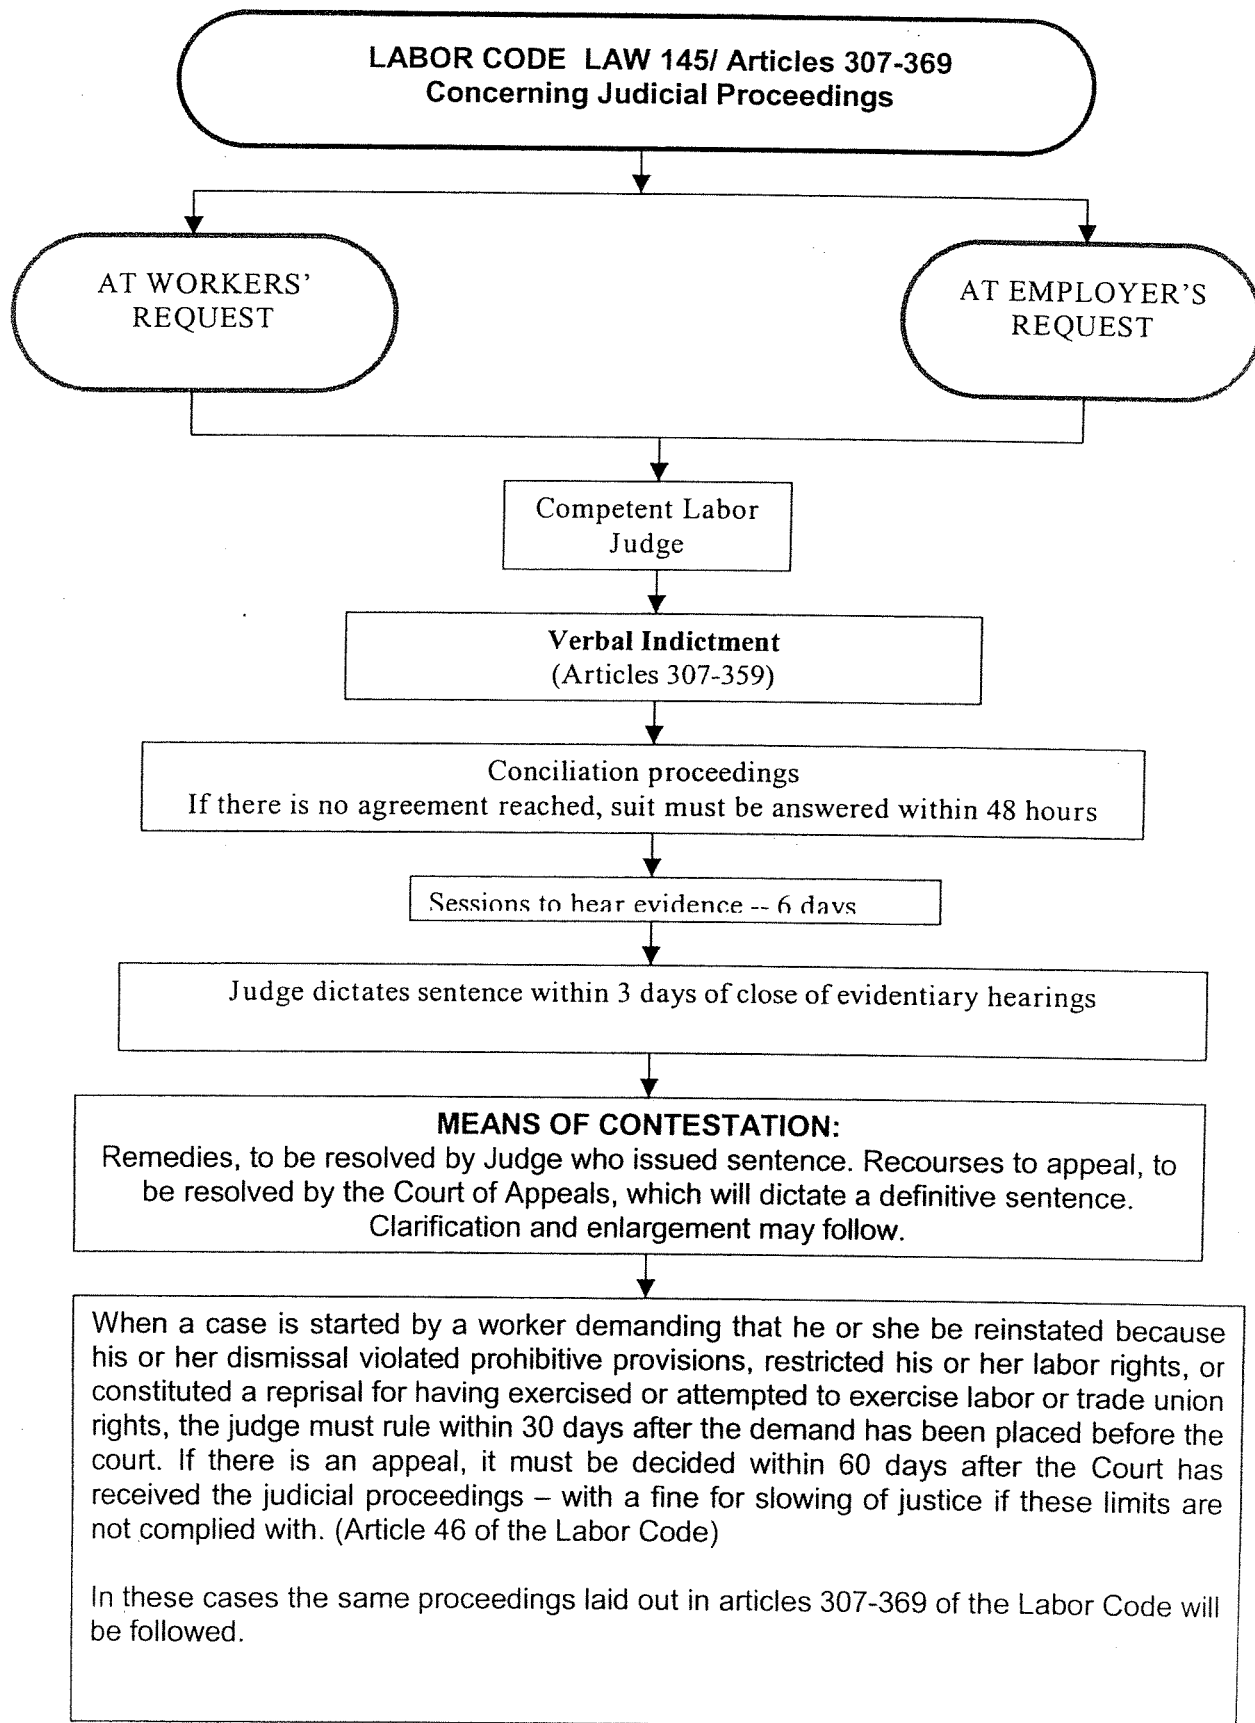 LABOR CODE LAW 145/ Articles 307-369
Concerning Judicial Proceedings
AT WORKERS'
REQUEST
AT EMPLOYER'S
REQUEST
Competent Labor
Judge
Verbal Indictment
(Articles 307-359)
Conciliation proceedings
If there is no agreement reached, suit must be answered within 48 hours
Sessions to hear evidence -- 6 days
Judge dictates sentence within 3 days of close of evidentiary hearings
MEANS OF CONTESTATION:
Remedies, to be resolved by Judge who issued sentence. Recourses to appeal, to
be resolved by the Court of Appeals, which will dictate a definitive sentence.
Clarification and enlargement may follow.
When a case is started by a worker demanding that he or she be reinstated because
his or her dismissal violated prohibitive provisions, restricted his or her labor rights, or
constituted a reprisal for having exercised or attempted to exercise labor or trade union
rights, the judge must rule within 30 days after the demand has been placed before the
court. If there is an appeal, it must be decided within 60 days after the Court has
received the judicial proceedings – with a fine for slowing of justice if these limits are
not complied with. (Article 46 of the Labor Code)
In these cases the same proceedings laid out in articles 307-369 of the Labor Code will
be followed.